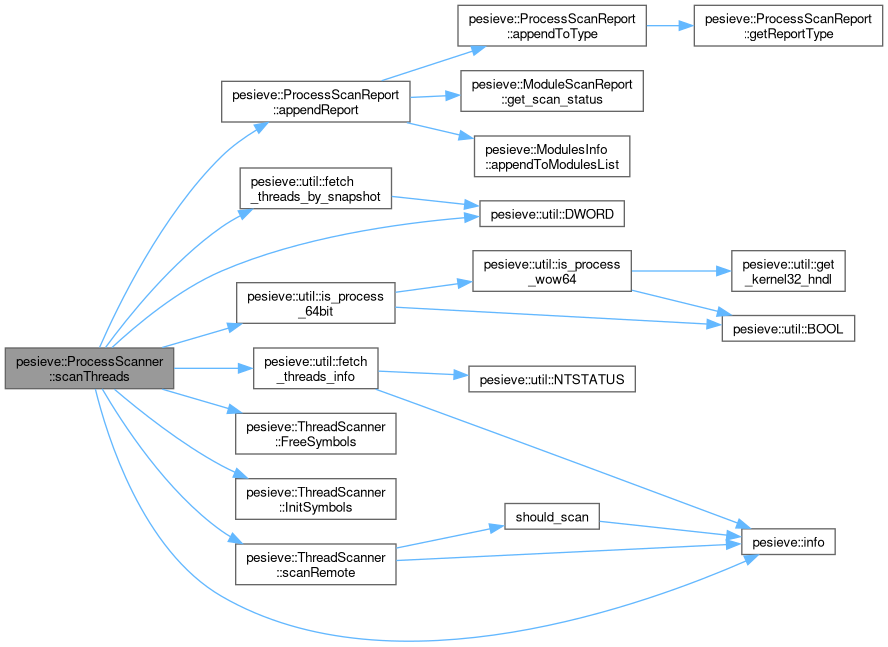 pesieve::ProcessScanReport
::appendToType
pesieve::ProcessScanReport
::getReportType
pesieve::ProcessScanReport
::appendReport
pesieve::ModuleScanReport
::get_scan_status
pesieve::ModulesInfo
::appendToModulesList
pesieve::util::fetch
_threads_by_snapshot
pesieve::util::DWORD
pesieve::util::is_process
_wow64
pesieve::util::get
_kernel32_hndl
pesieve::util::is_process
_64bit
pesieve::util::BOOL
pesieve::ProcessScanner
::scanThreads
pesieve::util::fetch
_threads_info
pesieve::util::NTSTATUS
pesieve::ThreadScanner
::FreeSymbols
pesieve::ThreadScanner
::InitSymbols
should_scan
pesieve::info
pesieve::ThreadScanner
::scanRemote